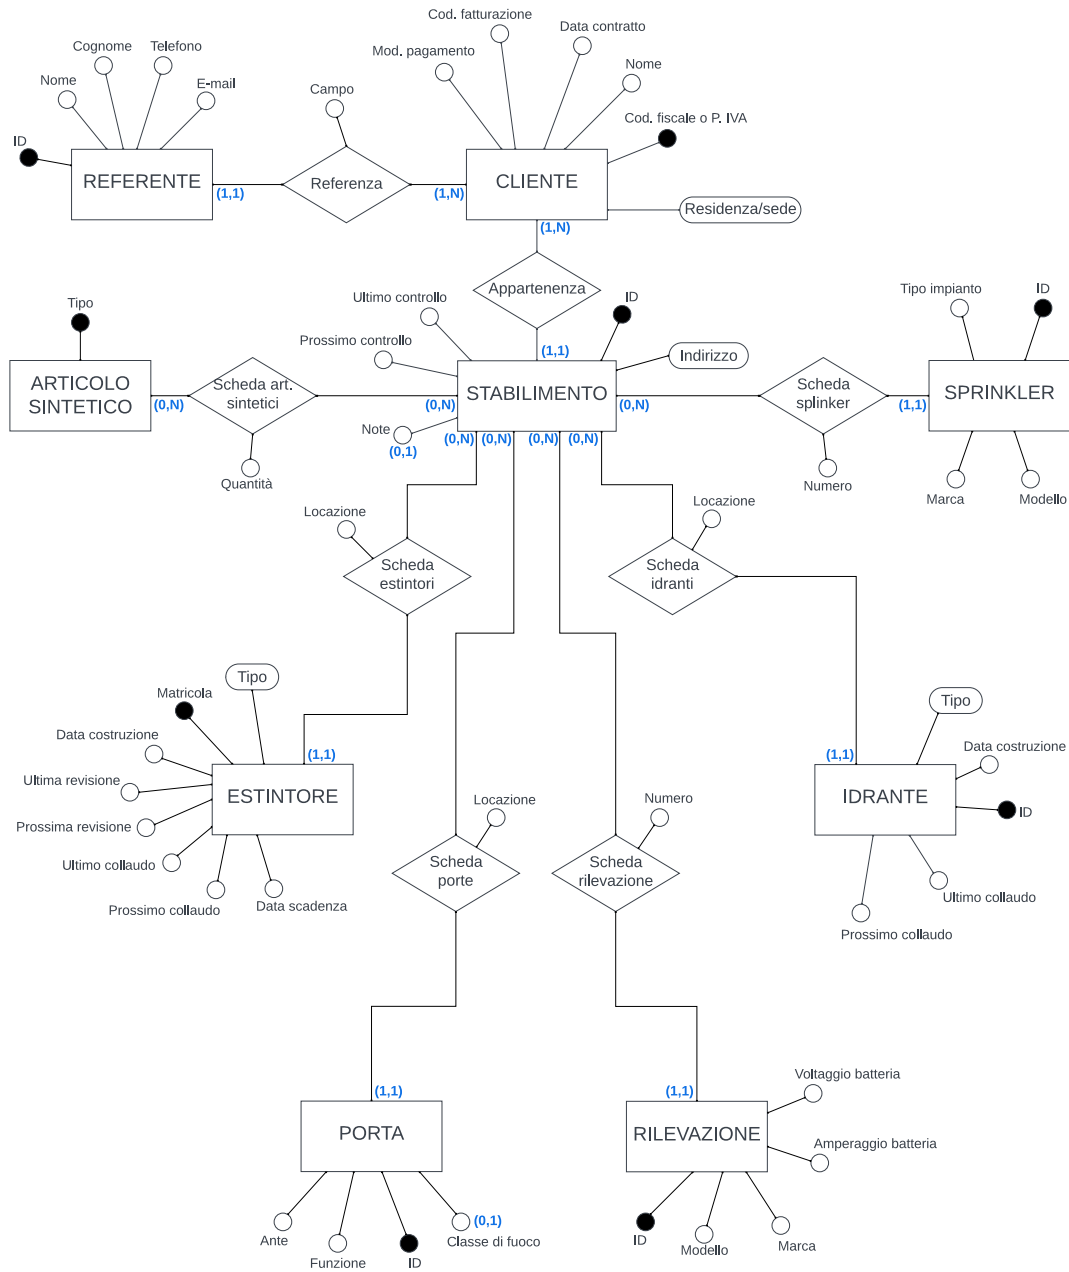 Cod. fatturazione
Data contratto
Cognome
Telefono
Mod. pagamento
Nome
Nome
E-mail
Campo
Cod. fiscale o P. IVA
ID
REFERENTE
Referenza
CLIENTE
(1,1)
(1,N)
Residenza/sede
(1,N)
Appartenenza
Ultimo controllo
ID
Tipo impianto
ID
Tipo
Prossimo controllo
(1,1)
Indirizzo
ARTICOLO
SINTETICO
Scheda art.
sintetici
STABILIMENTO
Scheda
splinker
SPRINKLER
(0,N)
(0,N)
(0,N)
(1,1)
Note
(0,1)
(0,N)
(0,N)
(0,N)
(0,N)
Quantità
Numero
Marca
Modello
Locazione
Locazione
Scheda
estintori
Scheda
idranti
Tipo
Matricola
Tipo
Data costruzione
(1,1)
(1,1)
Data costruzione
Ultima revisione
ESTINTORE
IDRANTE
Prossima revisione
Locazione
Numero
ID
Ultimo collaudo
Scheda
porte
Scheda
rilevazione
Prossimo collaudo
Data scadenza
Ultimo collaudo
Prossimo collaudo
Voltaggio batteria
(1,1)
(1,1)
PORTA
RILEVAZIONE
Amperaggio batteria
(0,1)
Ante
Funzione
ID
Classe di fuoco
ID
Modello
Marca